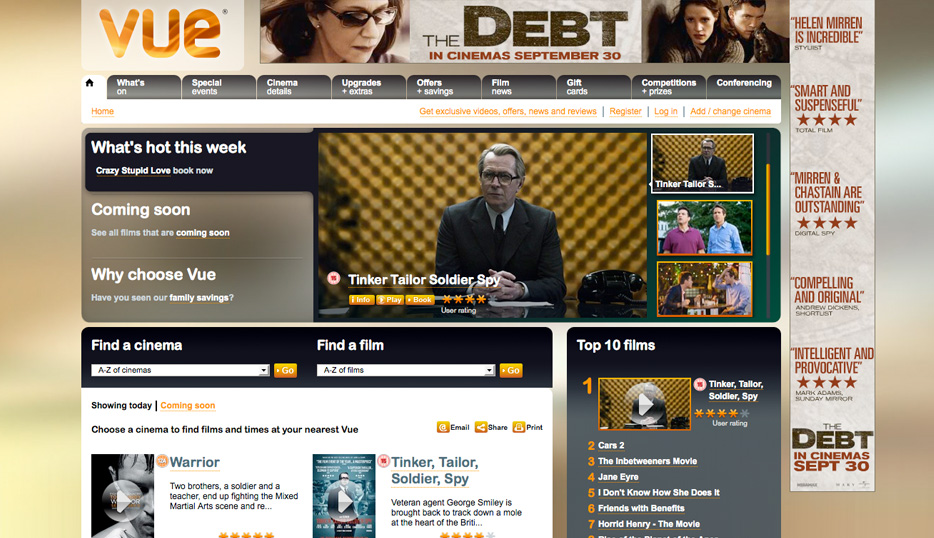 vue®
THE DEBT
IN CINEMAS SEPTEMBER 30
What's on
Special events
Cinema details
Upgrades + extras
Offers + savings
Film news
Gift cards
Competitions + prizes
Conferencing
Home
Get exclusive videos, offers, news and reviews | Register | Log in | Add / change cinema
What's hot this week
Crazy Stupid Love book now
Coming soon
See all films that are coming soon
Why choose Vue
Have you seen our family savings?
15
Tinker Tailor Soldier Spy
i Info
Play
Book
User rating
Tinker Tailor S...
Find a cinema
A-Z of cinemas
Go
Find a film
A-Z of films
Go
Showing today | Coming soon
Choose a cinema to find films and times at your nearest Vue
Email
Share
Print
Warrior
Two brothers, a soldier and a
teacher, end up fighting the Mixed
Martial Arts scene and re...
15
Tinker, Tailor,
Soldier, Spy
Veteran agent George Smiley is
brought back to track down a mole
at the heart of the Briti...
Top 10 films
1
15
Tinker, Tailor,
Soldier, Spy
User rating
2 Cars 2
3 The Inbetweeners Movie
4 Jane Eyre
5 I Don't Know How She Does It
6 Friends with Benefits
7 Horrid Henry - The Movie
"HELEN MIRREN
IS INCREDIBLE"
STYLIST
"SMART AND
SUSPENSEFUL"
TOTAL FILM
"MIRREN &
CHASTAIN ARE
OUTSTANDING"
DIGITAL SPY
"COMPELLING
AND ORIGINAL"
ANDREW DICKENS,
SHORTLIST
"INTELLIGENT AND
PROVOCATIVE"
MARK ADAMS,
SUNDAY MIRROR
THE
DEBT
IN CINEMAS
SEPT 30